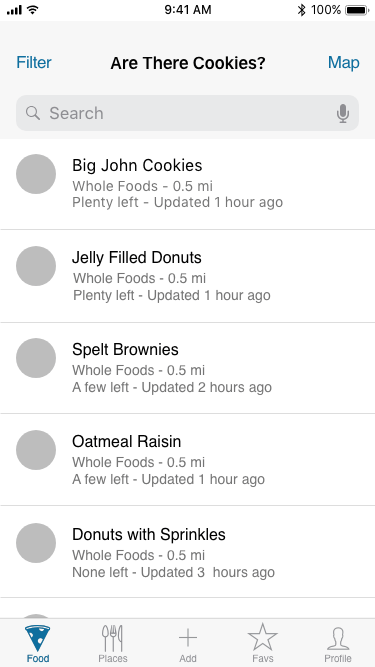 9:41 AM
100%
Filter
Are There Cookies?
Map
Search
Big John Cookies
Whole Foods - 0.5 mi
Plenty left - Updated 1 hour ago
Jelly Filled Donuts
Whole Foods - 0.5 mi
Plenty left - Updated 1 hour ago
Spelt Brownies
Whole Foods - 0.5 mi
A few left - Updated 2 hours ago
Oatmeal Raisin
Whole Foods - 0.5 mi
A few left - Updated 1 hour ago
Donuts with Sprinkles
Whole Foods - 0.5 mi
None left - Updated 3  hours ago
Food
Places
Add
Favs
Profile